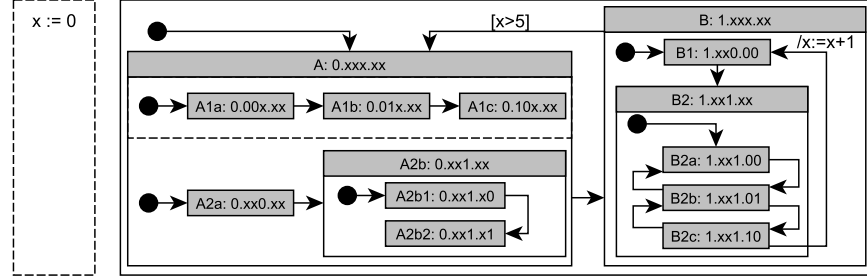 x := 0
[x>5]
B: 1.xxx.xx
B1: 1.xx0.00
/x:=x+1
A: 0.xxx.xx
A1a: 0.00x.xx
A1b: 0.01x.xx
A1c: 0.10x.xx
B2: 1.xx1.xx
A2b: 0.xx1.xx
B2a: 1.xx1.00
A2a: 0.xx0.xx
A2b1: 0.xx1.x0
B2b: 1.xx1.01
A2b2: 0.xx1.x1
B2c: 1.xx1.10